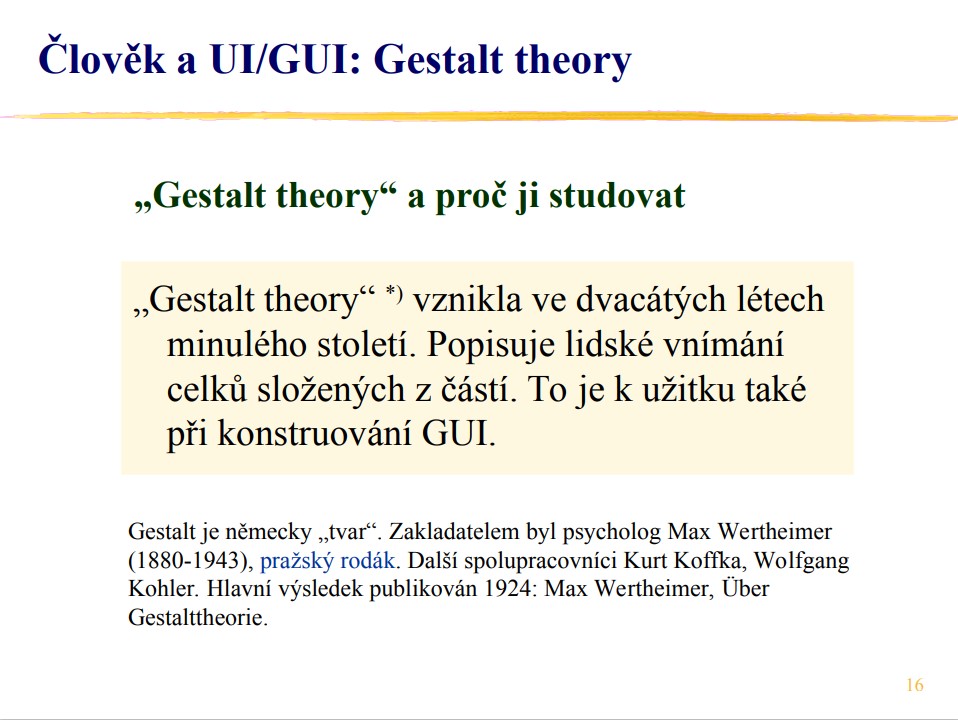 Člověk a UI/GUI: Gestalt theory
„Gestalt theory“ a proč ji studovat
„Gestalt theory“ *) vznikla ve dvacátých létech
minulého století. Popisuje lidské vnímání
celků složených z částí. To je k užitku také
při konstruování GUI.
Gestalt je německy „tvar“. Zakladatelem byl psycholog Max Wertheimer
(1880-1943), pražský rodák. Další spolupracovníci Kurt Koffka, Wolfgang
Kohler. Hlavní výsledek publikován 1924: Max Wertheimer, Über
Gestalttheorie.
16